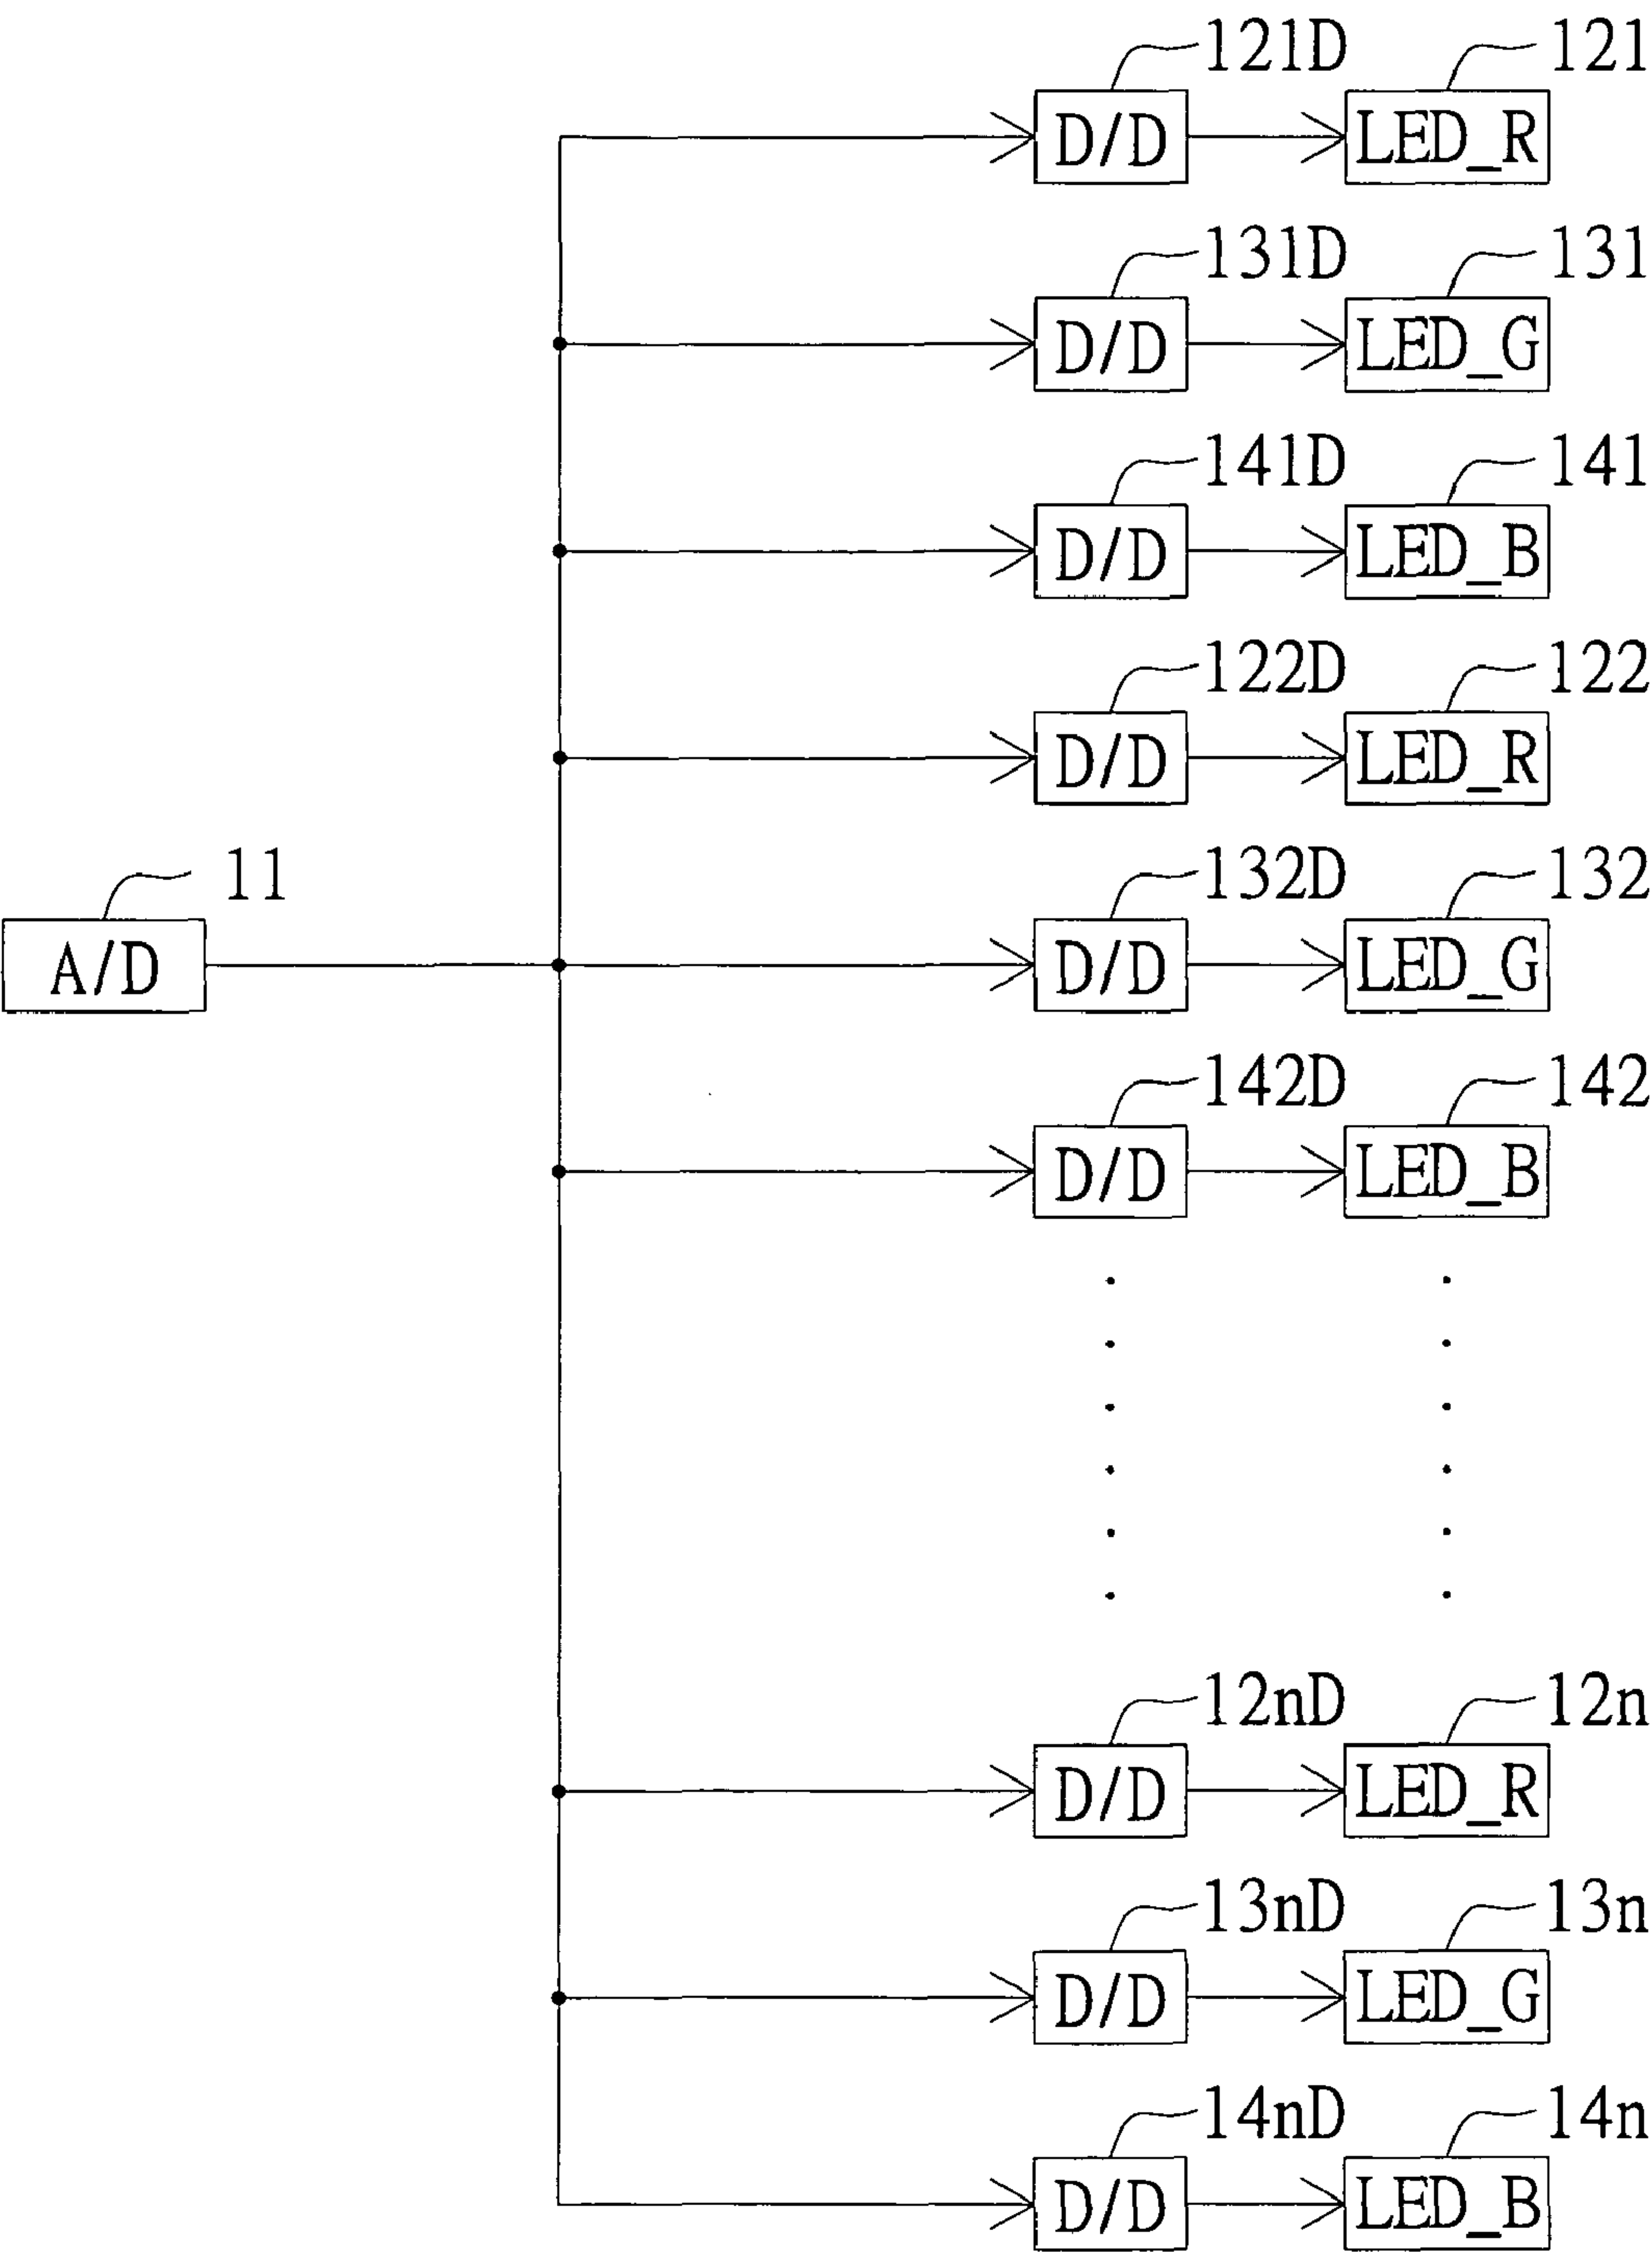 121D 121
D/D LED_R
131D 131
D/D LED_G
141D 141
D/D LED_B
122D 122
D/D LED_R
11 132D 132
A/D D/D LED_G
142D 142
D/D LED_B
12nD 12n
D/D LED_R
13nD 13n
D/D LED_G
14nD 14n
D/D LED_B